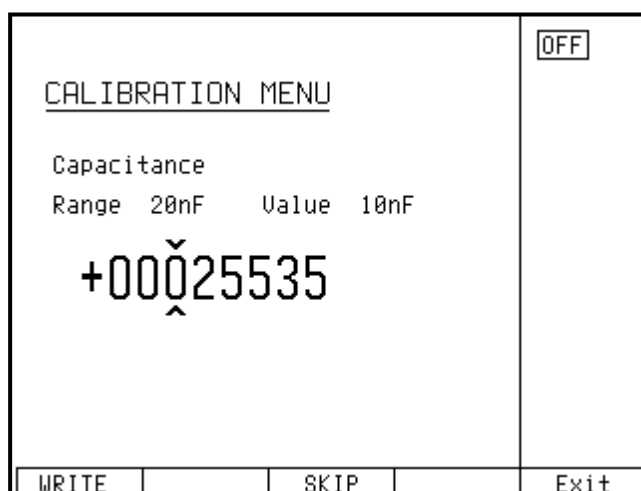 OFF
CALIBRATION MENU
Capacitance
Range 20nF Value 10nF
+00025535
WRITE SKIP Exit